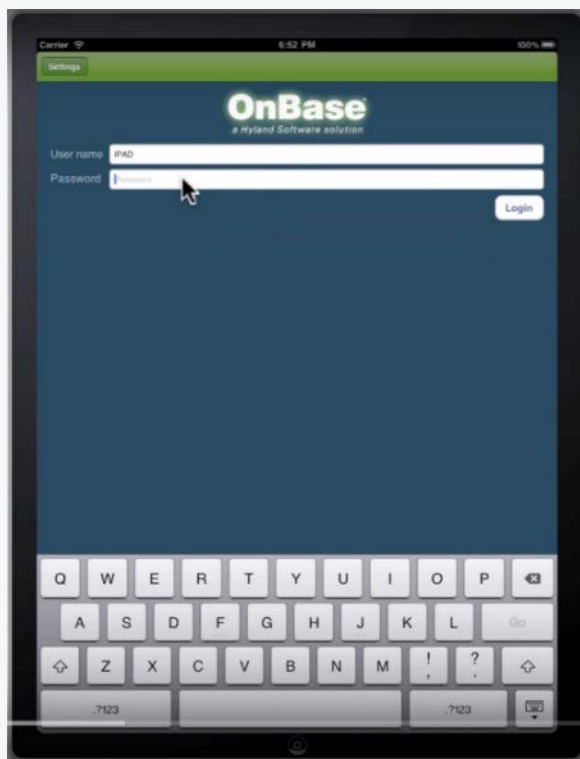 Carrier 6:52 PM 100%
Settings
OnBase®
a Hyland Software solution
User name IPAD
Password Password
Login
Q W E R T Y U I O P
A S D F G H J K L Go
Z X C V B N M ! , ? .
.?123 .?123